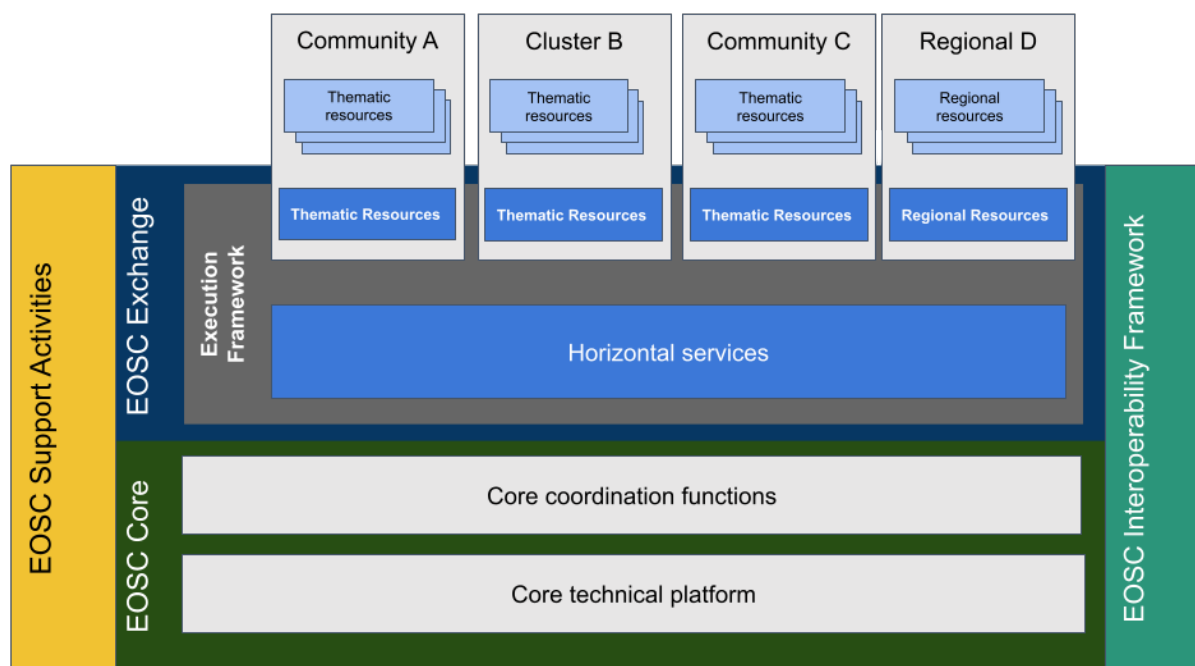 Community A
Cluster B
Community C
Regional D
Thematic
resources
Thematic
resources
Thematic
resources
Regional
resources
Thematic Resources
Thematic Resources
Thematic Resources
Regional Resources
EOSC Support Activities
EOSC Exchange
Execution
Framework
Horizontal services
EOSC Interoperability Framework
EOSC Core
Core coordination functions
Core technical platform